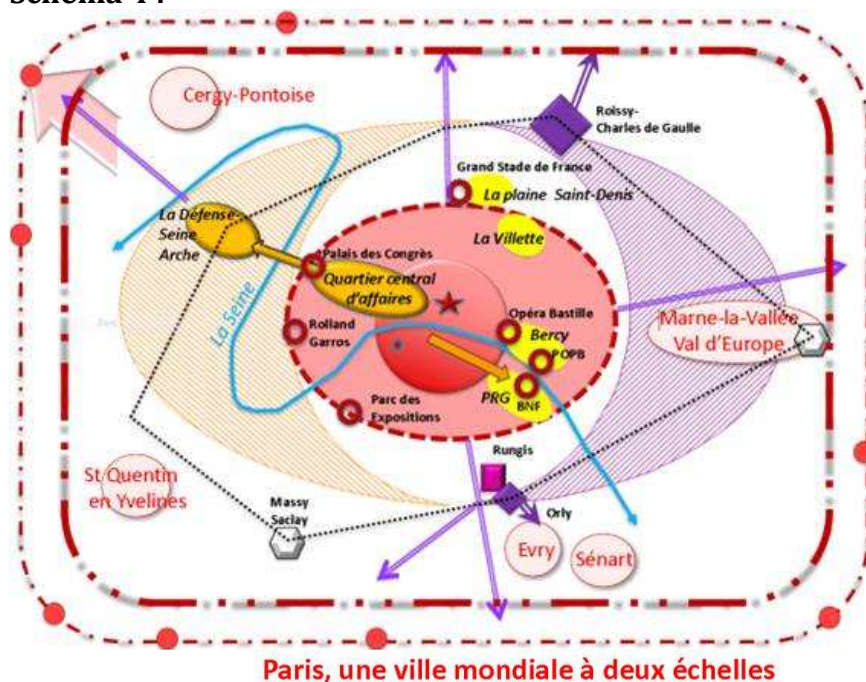 Cergy-Pontoise
Roissy-
Charles de Gaulle
Grand Stade de France
La plaine Saint-Denis
La Défense-
Seine
Arche
La Villette
Palais des Congrès
Quartier central
d'affaires
La Seine
Opéra Bastille
Rolland
Garros
Bercy
POPB
Marne-la-Vallée
Val d'Europe
PRG
BNF
Parc des
Expositions
Rungis
St Quentin
en Yvelines
Massy
Saclay
Orly
Evry
Sénart
Paris, une ville mondiale à deux échelles